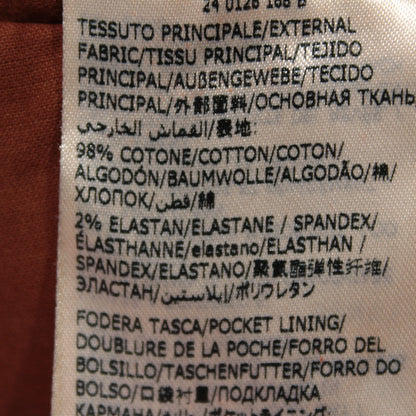 TESSUTO PRINCIPALE/EXTERNAL
FABRIC/TISSU PRINCIPAL/TEJIDO
PRINCIPAL/AUßENGEWEBE/TECIDO
PRINCIPAL/外部面料/ОСНОВНАЯ ТКАНЬ
القماش الخارجي/表地:
98% COTONE/COTTON/COTON/
ALGODÓN/BAUMWOLLE/ALGODÃO/棉/
ХЛОПОК/قطن/綿
2% ELASTAN/ELASTANE / SPANDEX/
ÉLASTHANNE/elastano/ELASTHAN /
SPANDEX/ELASTANO/聚氨酯弹性纤维/
ЭЛАСТАН/إيلاستين/ポリウレタン
FODERA TASCA/POCKET LINING/
DOUBLURE DE LA POCHE/FORRO DEL
BOLSILLO/TASCHENFUTTER/FORRO DO
BOLSO/口袋衬里/ПОДКЛАДКА
КАРМАНА/